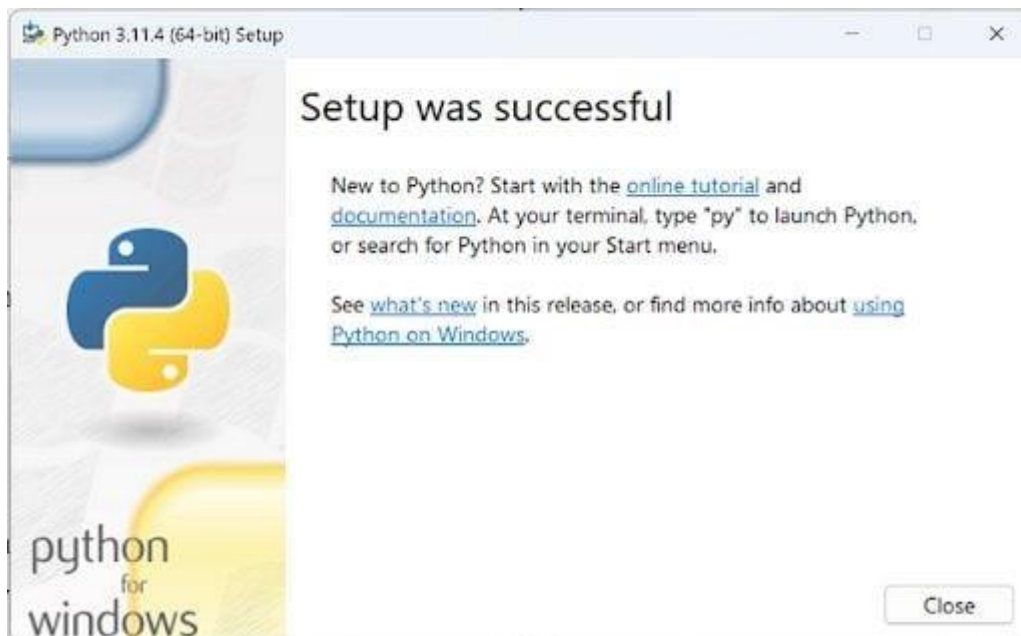 Python 3.11.4 (64-bit) Setup
Setup was successful
New to Python? Start with the online tutorial and
documentation. At your terminal, type "py" to launch Python,
or search for Python in your Start menu.
See what's new in this release, or find more info about using
Python on Windows.
python
for
windows
Close